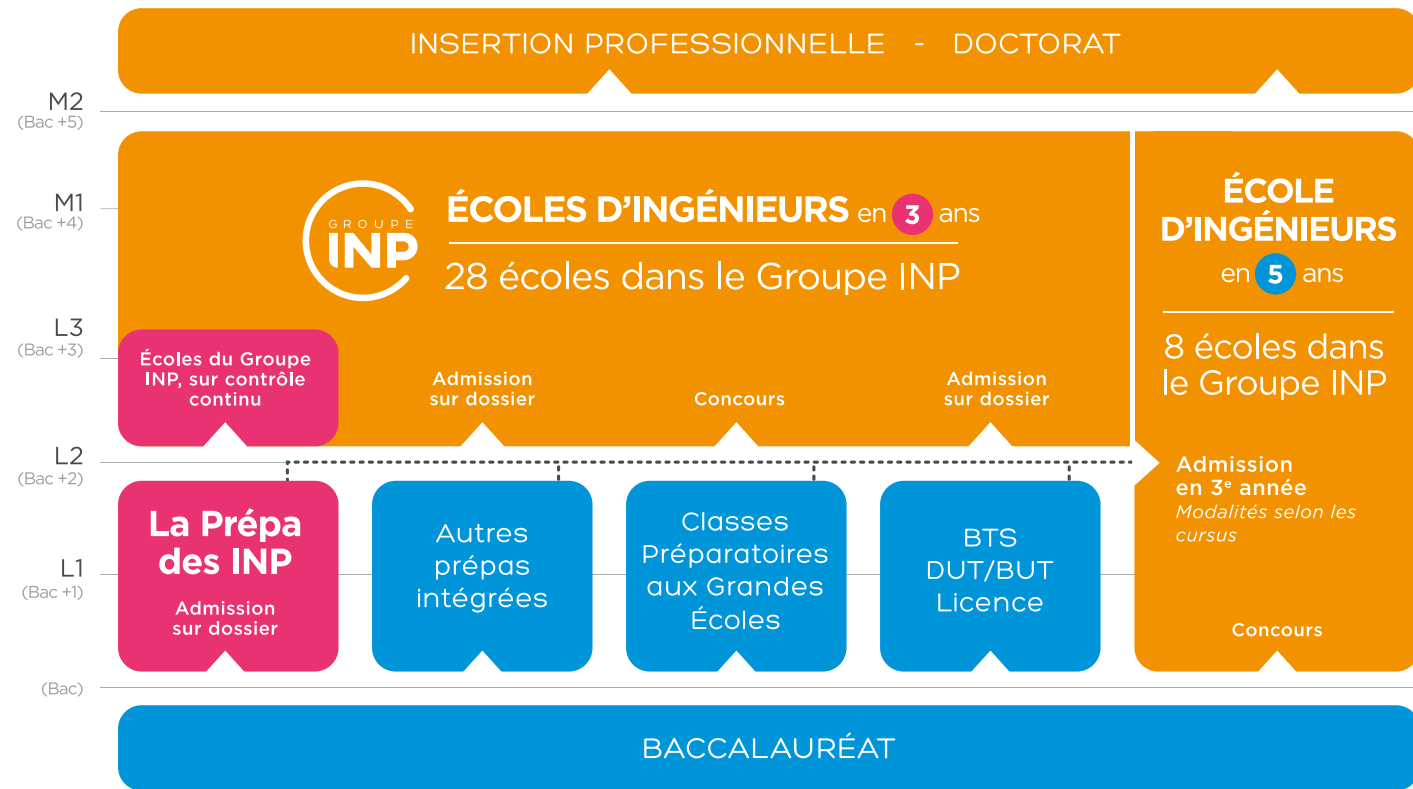 INSERTION PROFESSIONNELLE - DOCTORAT
M2
(Bac +5)
M1
(Bac +4)
L3
(Bac +3)
L2
(Bac +2)
L1
(Bac +1)
(Bac)
GROUPE
INP
ÉCOLES D'INGÉNIEURS en 3 ans
28 écoles dans le Groupe INP
ÉCOLE
D'INGÉNIEURS
en 5 ans
8 écoles dans
le Groupe INP
Admission
en 3e année
Modalités selon les
cursus
Concours
Écoles du Groupe
INP, sur contrôle
continu
Admission
sur dossier
Concours
Admission
sur dossier
La Prépa
des INP
Admission
sur dossier
Autres
prépas
intégrées
Classes
Préparatoires
aux Grandes
Écoles
BTS
DUT/BUT
Licence
BACCALAURÉAT